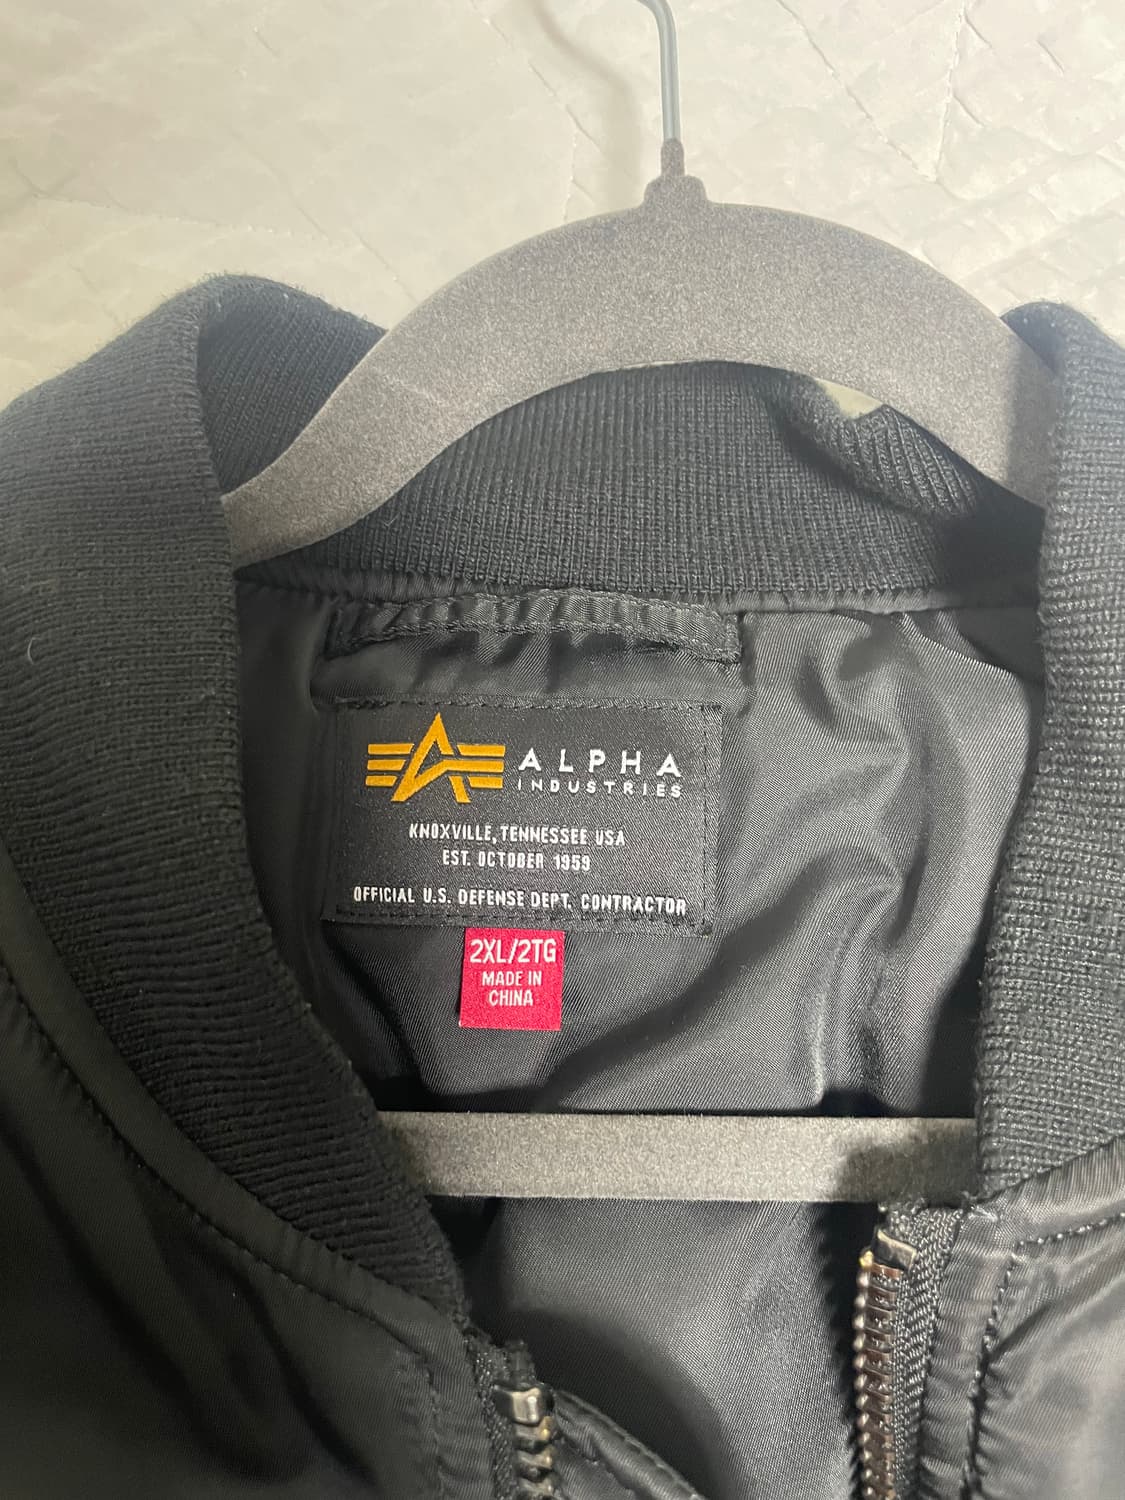 ALPHA
INDUSTRIES
KNOXVILLE, TENNESSEE USA
EST. OCTOBER 1959
OFFICIAL U.S. DEFENSE DEPT. CONTRACTOR
2XL/2TG
MADE IN
CHINA